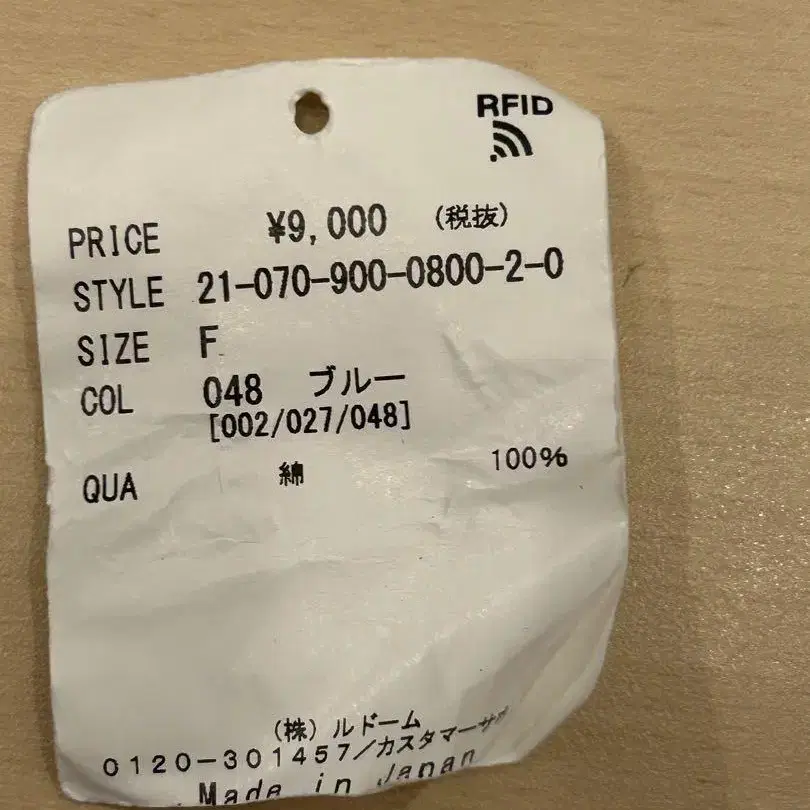 RFID
PRICE ¥9,000 (税抜)
STYLE 21-070-900-0800-2-0
SIZE F
COL 048 ブルー
[002/027/048]
QUA 綿 100%
(株)ルドーム
0120-301457/カスタマーサポ
Made in Japan